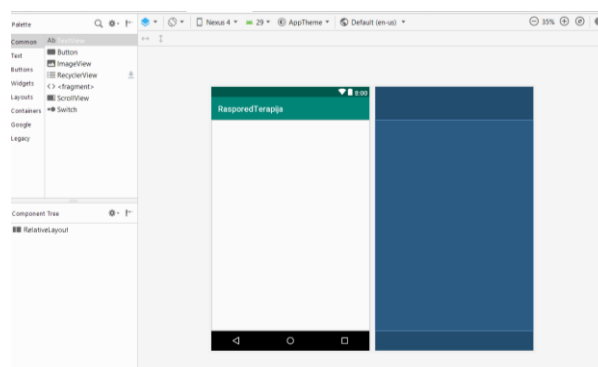 Palette
Nexus 4
29
AppTheme
Default (en-us)
35%
Common
Text
Buttons
Widgets
Layouts
Containers
Google
Legacy
Ab TextView
Button
ImageView
RecyclerView
<fragment>
ScrollView
Switch
8:00
RasporedTerapija
Component Tree
RelativeLayout